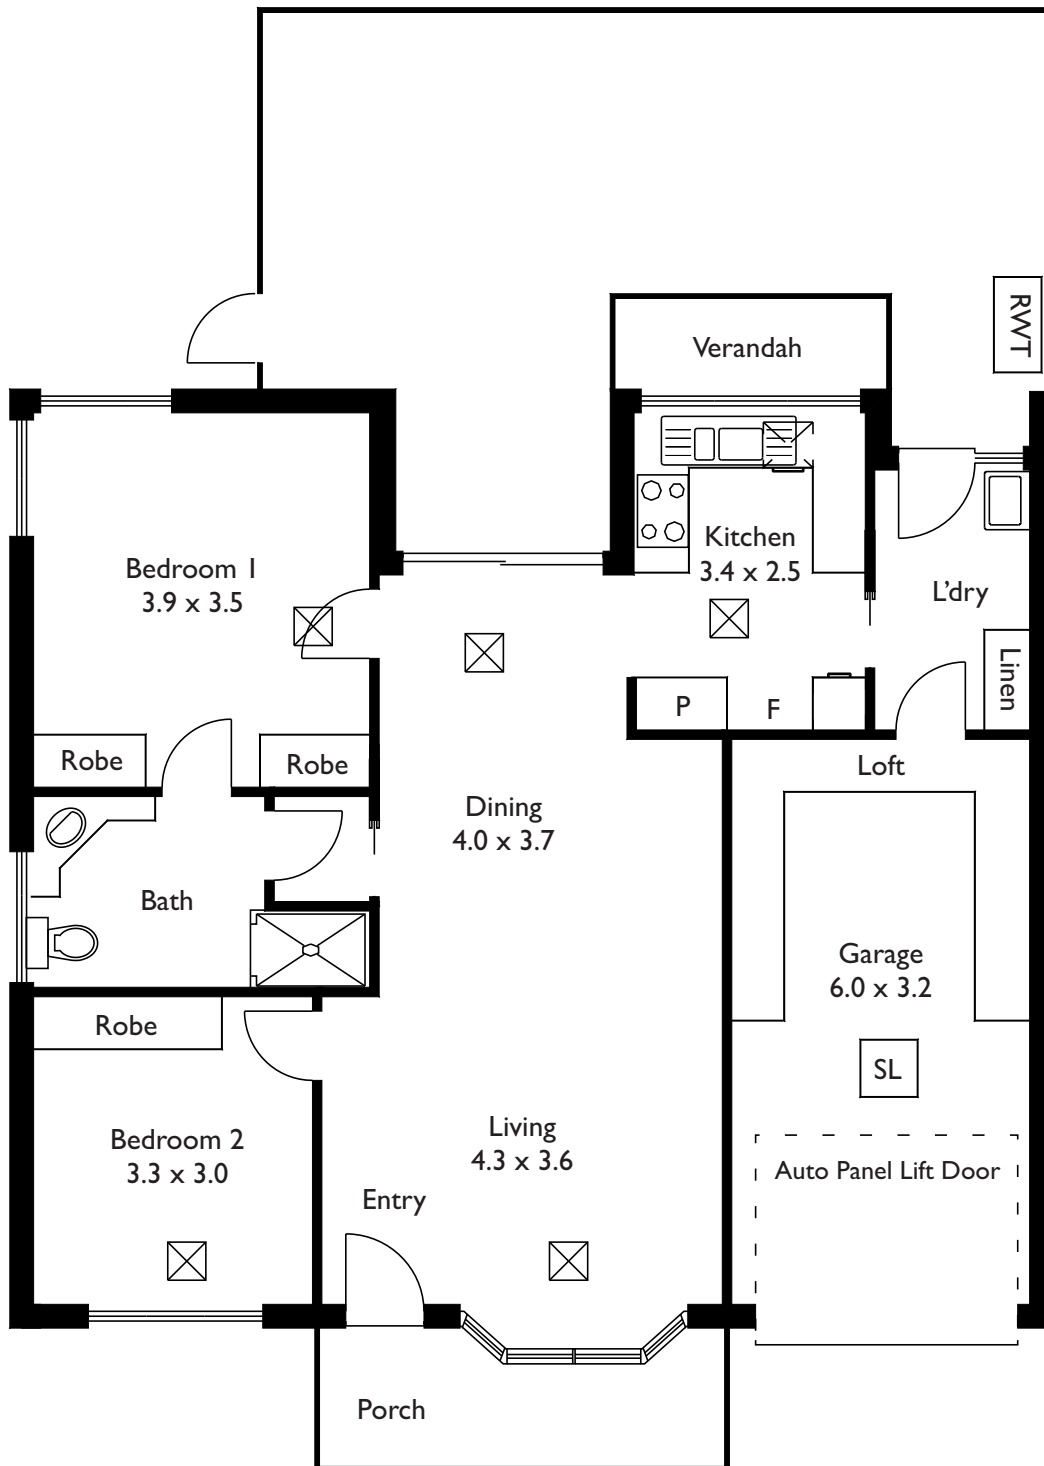 RWT
Verandah
Kitchen
3.4 x 2.5
Bedroom 1
3.9 x 3.5
L'dry
Linen
P
F
Robe
Robe
Loft
Dining
4.0 x 3.7
Bath
Garage
6.0 x 3.2
Robe
SL
Living
4.3 x 3.6
Bedroom 2
3.3 x 3.0
Auto Panel Lift Door
Entry
Porch